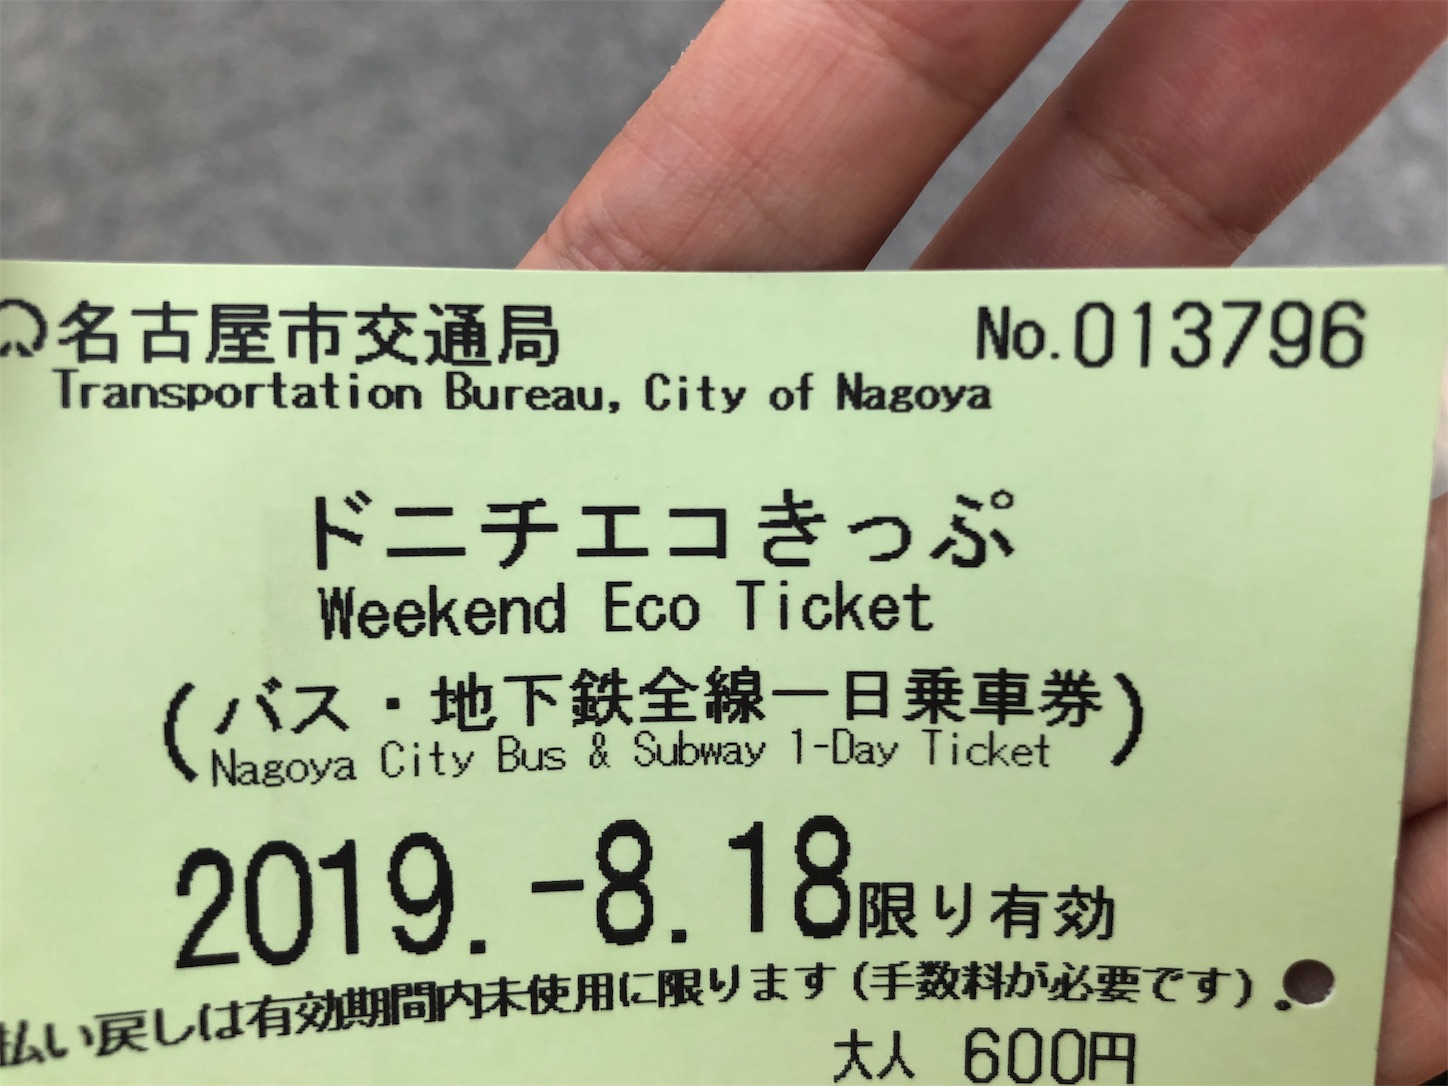 名古屋市交通局 No.013796
Transportation Bureau, City of Nagoya
ドニチエコきっぷ
Weekend Eco Ticket
(バス・地下鉄全線一日乗車券)
Nagoya City Bus & Subway 1-Day Ticket
2019.-8.18限り有効
払い戻しは有効期間内未使用に限ります(手数料が必要です).
大人 600円